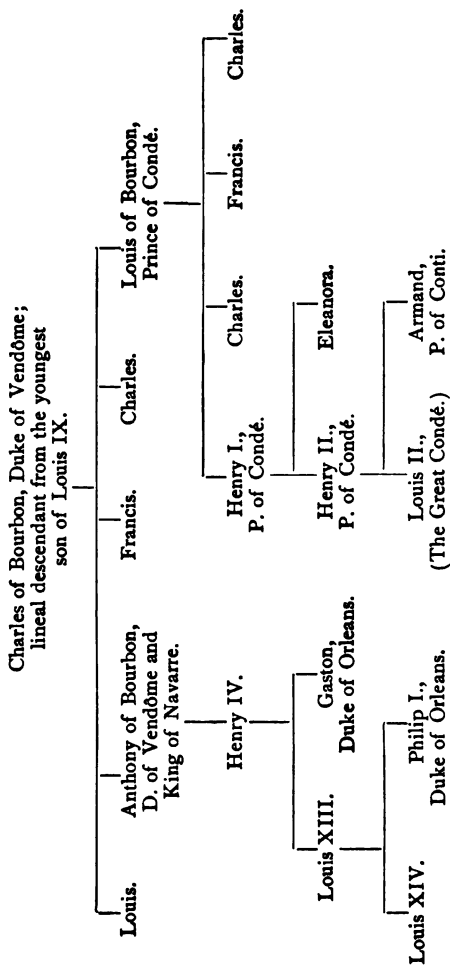 Charles of Bourbon, Duke of Vendôme;
lineal descendant from the youngest
son of Louis IX.
Louis.
Anthony of Bourbon,
D. of Vendôme and
King of Navarre.
Francis.
Charles.
Louis of Bourbon,
Prince of Condé.
Henry IV.
Henry I.,
P. of Condé.
Charles.
Francis.
Charles.
Louis XIII.
Gaston,
Duke of Orleans.
Henry II.,
P. of Condé.
Eleanora.
Louis XIV.
Philip I.,
Duke of Orleans.
Louis II.,
(The Great Condé.)
Armand,
P. of Conti.